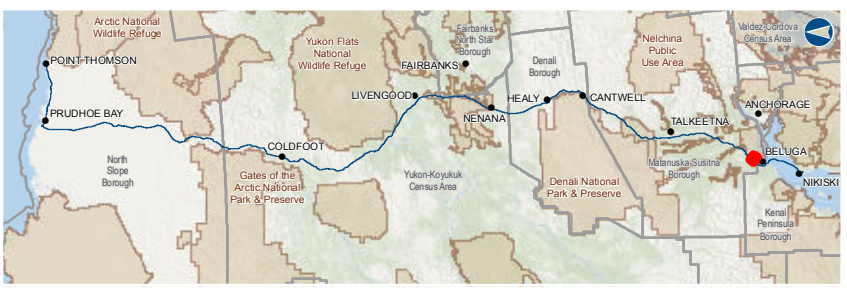 Arctic National
Wildlife Refuge
POINT THOMSON
PRUDHOE BAY
North
Slope
Borough
COLDFOOT
Gates of the
Arctic National
Park & Preserve
Yukon Flats
National
Wildlife Refuge
LIVENGOOD
FAIRBANKS
Fairbanks
North Star
Borough
NENANA
Yukon-Koyukuk
Census Area
Denali
Borough
HEALY
CANTWELL
Denali National
Park & Preserve
Nelchina
Public
Use Area
TALKEETNA
Matanuska-Susitna
Borough
Valdez-Cordova
Census Area
ANCHORAGE
BELUGA
NIKISKI
Kenai
Peninsula
Borough